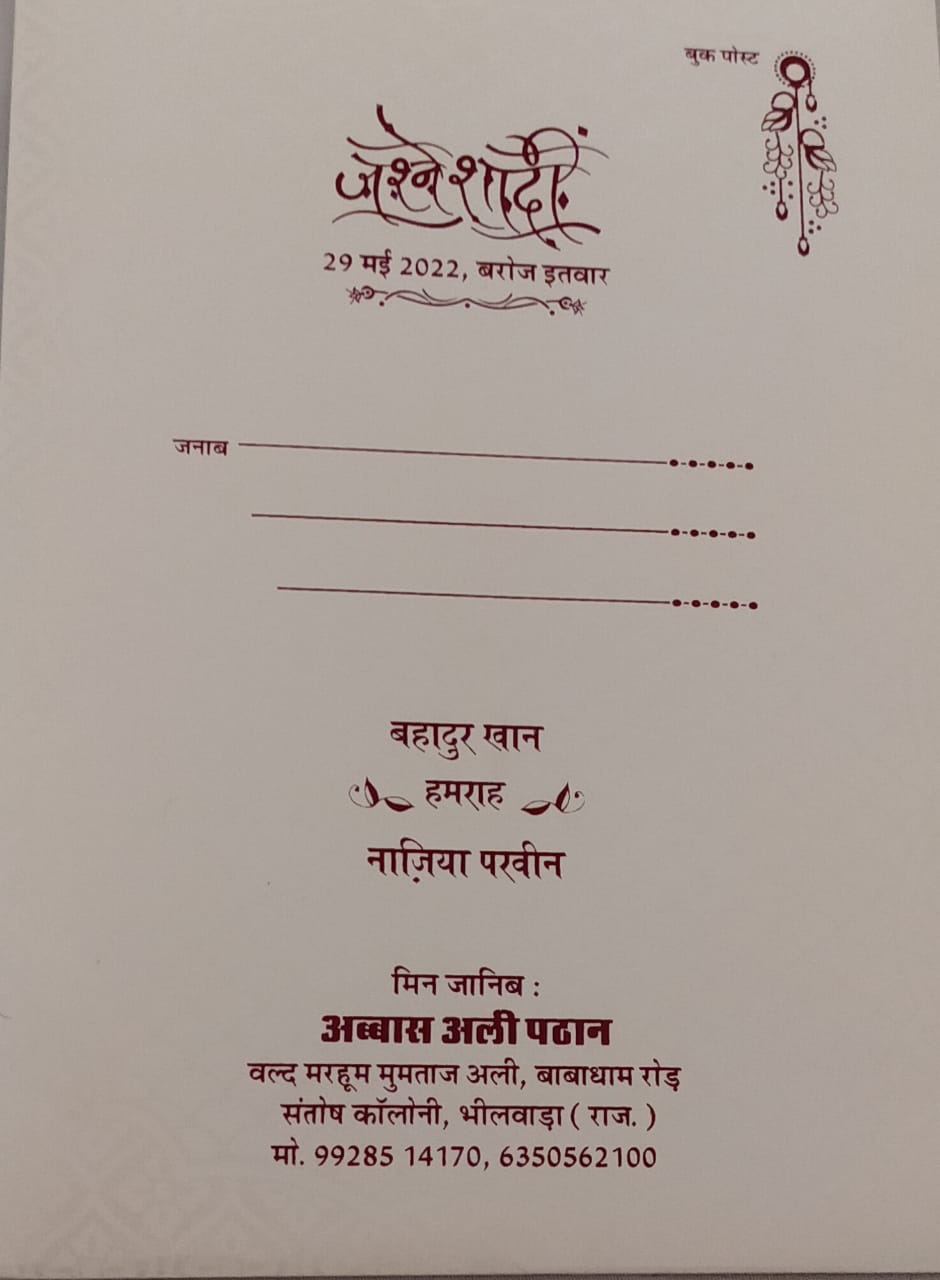 बुक पोस्ट
जश्ने शादी
29 मई 2022, बरोज इतवार
जनाब
बहादुर खान
हमराह
नाज़िया परवीन
मिन जानिब :
अब्बास अली पठान
वल्द मरहूम मुमताज अली, बाबाधाम रोड़
संतोष कॉलोनी, भीलवाड़ा ( राज. )
मो. 99285 14170, 6350562100